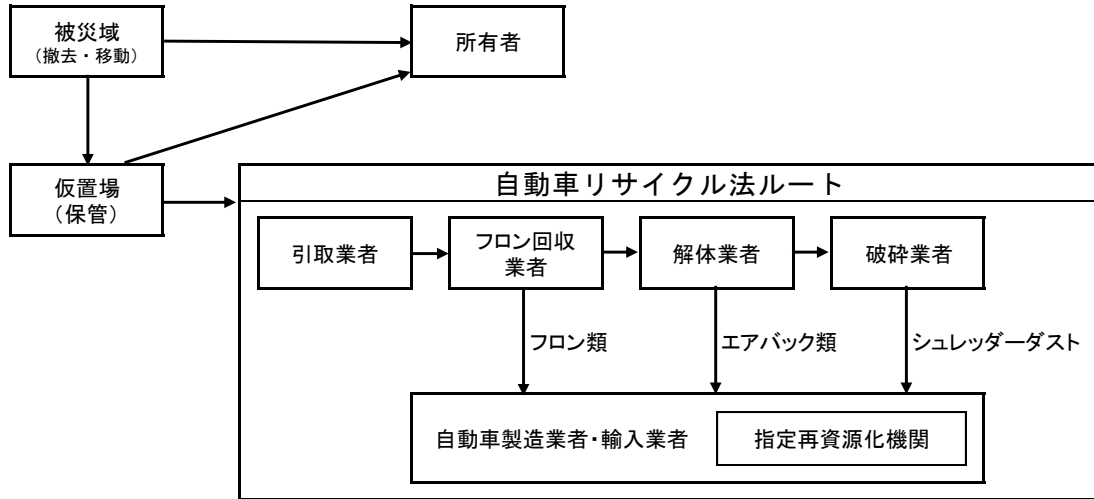 被災域
（撤去・移動）
所有者
仮置場
（保管）
自動車リサイクル法ルート
引取業者
フロン回収
業者
解体業者
破砕業者
フロン類
エアバック類
シュレッダーダスト
自動車製造業者・輸入業者
指定再資源化機関